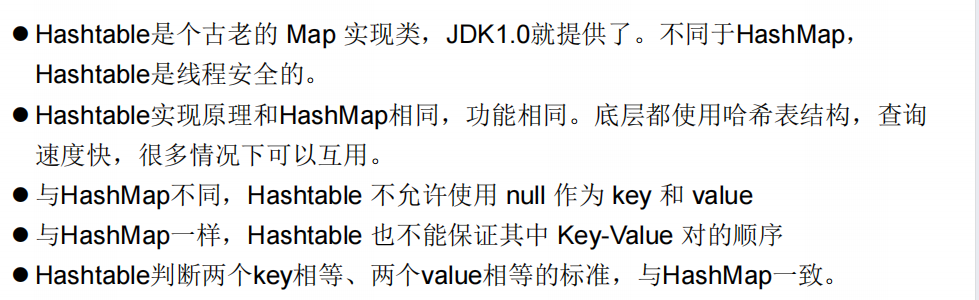 ● Hashtable是个古老的 Map 实现类，JDK1.0就提供了。不同于HashMap，
Hashtable是线程安全的。
● Hashtable实现原理和HashMap相同，功能相同。底层都使用哈希表结构，查询
速度快，很多情况下可以互用。
● 与HashMap不同，Hashtable 不允许使用 null 作为 key 和 value
● 与HashMap一样，Hashtable 也不能保证其中 Key-Value 对的顺序
● Hashtable判断两个key相等、两个value相等的标准，与HashMap一致。